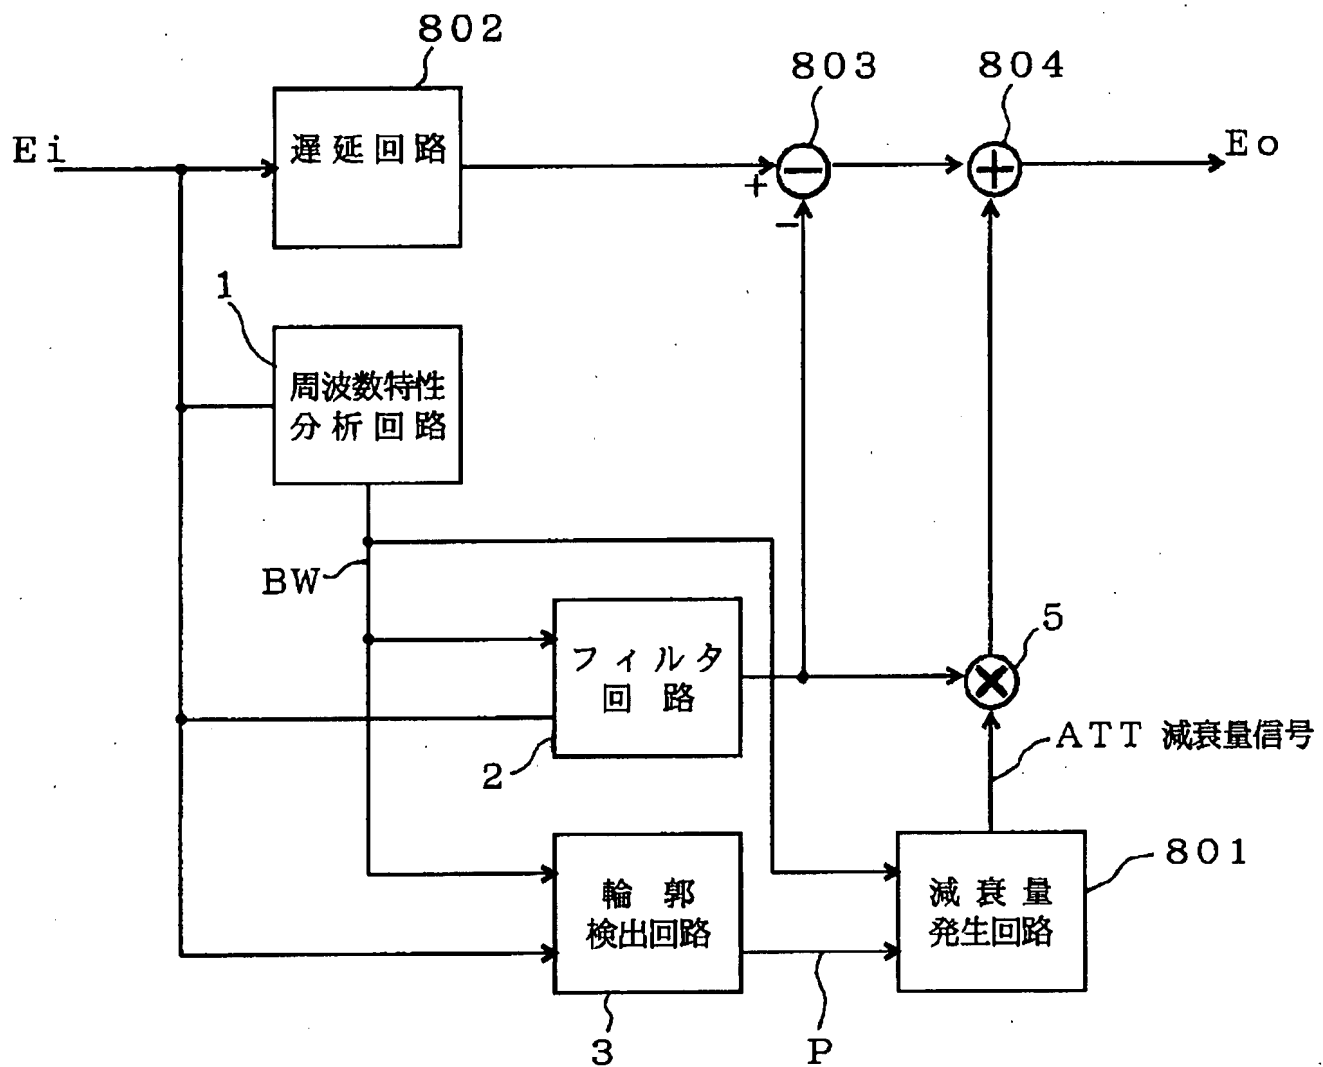 802
803
804
Ei
遅延回路
Eo
+
−
−
+
1
周波数特性
分析回路
BW
フィルタ
回路
5
×
2
ATT 減衰量信号
輪郭
検出回路
減衰量
発生回路
801
3
P